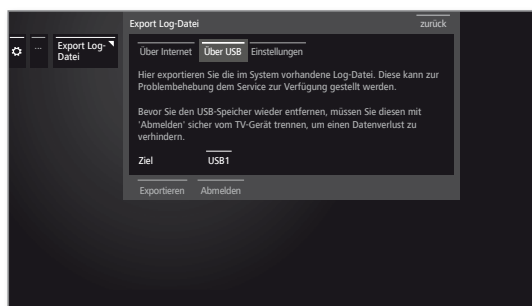 Export Log-Datei
zurück
...
Export Log-
Datei
Über Internet Über USB Einstellungen
Hier exportieren Sie die im System vorhandene Log-Datei. Diese kann zur
Problembehebung dem Service zur Verfügung gestellt werden.
Bevor Sie den USB-Speicher wieder entfernen, müssen Sie diesen mit
'Abmelden' sicher vom TV-Gerät trennen, um einen Datenverlust zu
verhindern.
Ziel USB1
Exportieren Abmelden